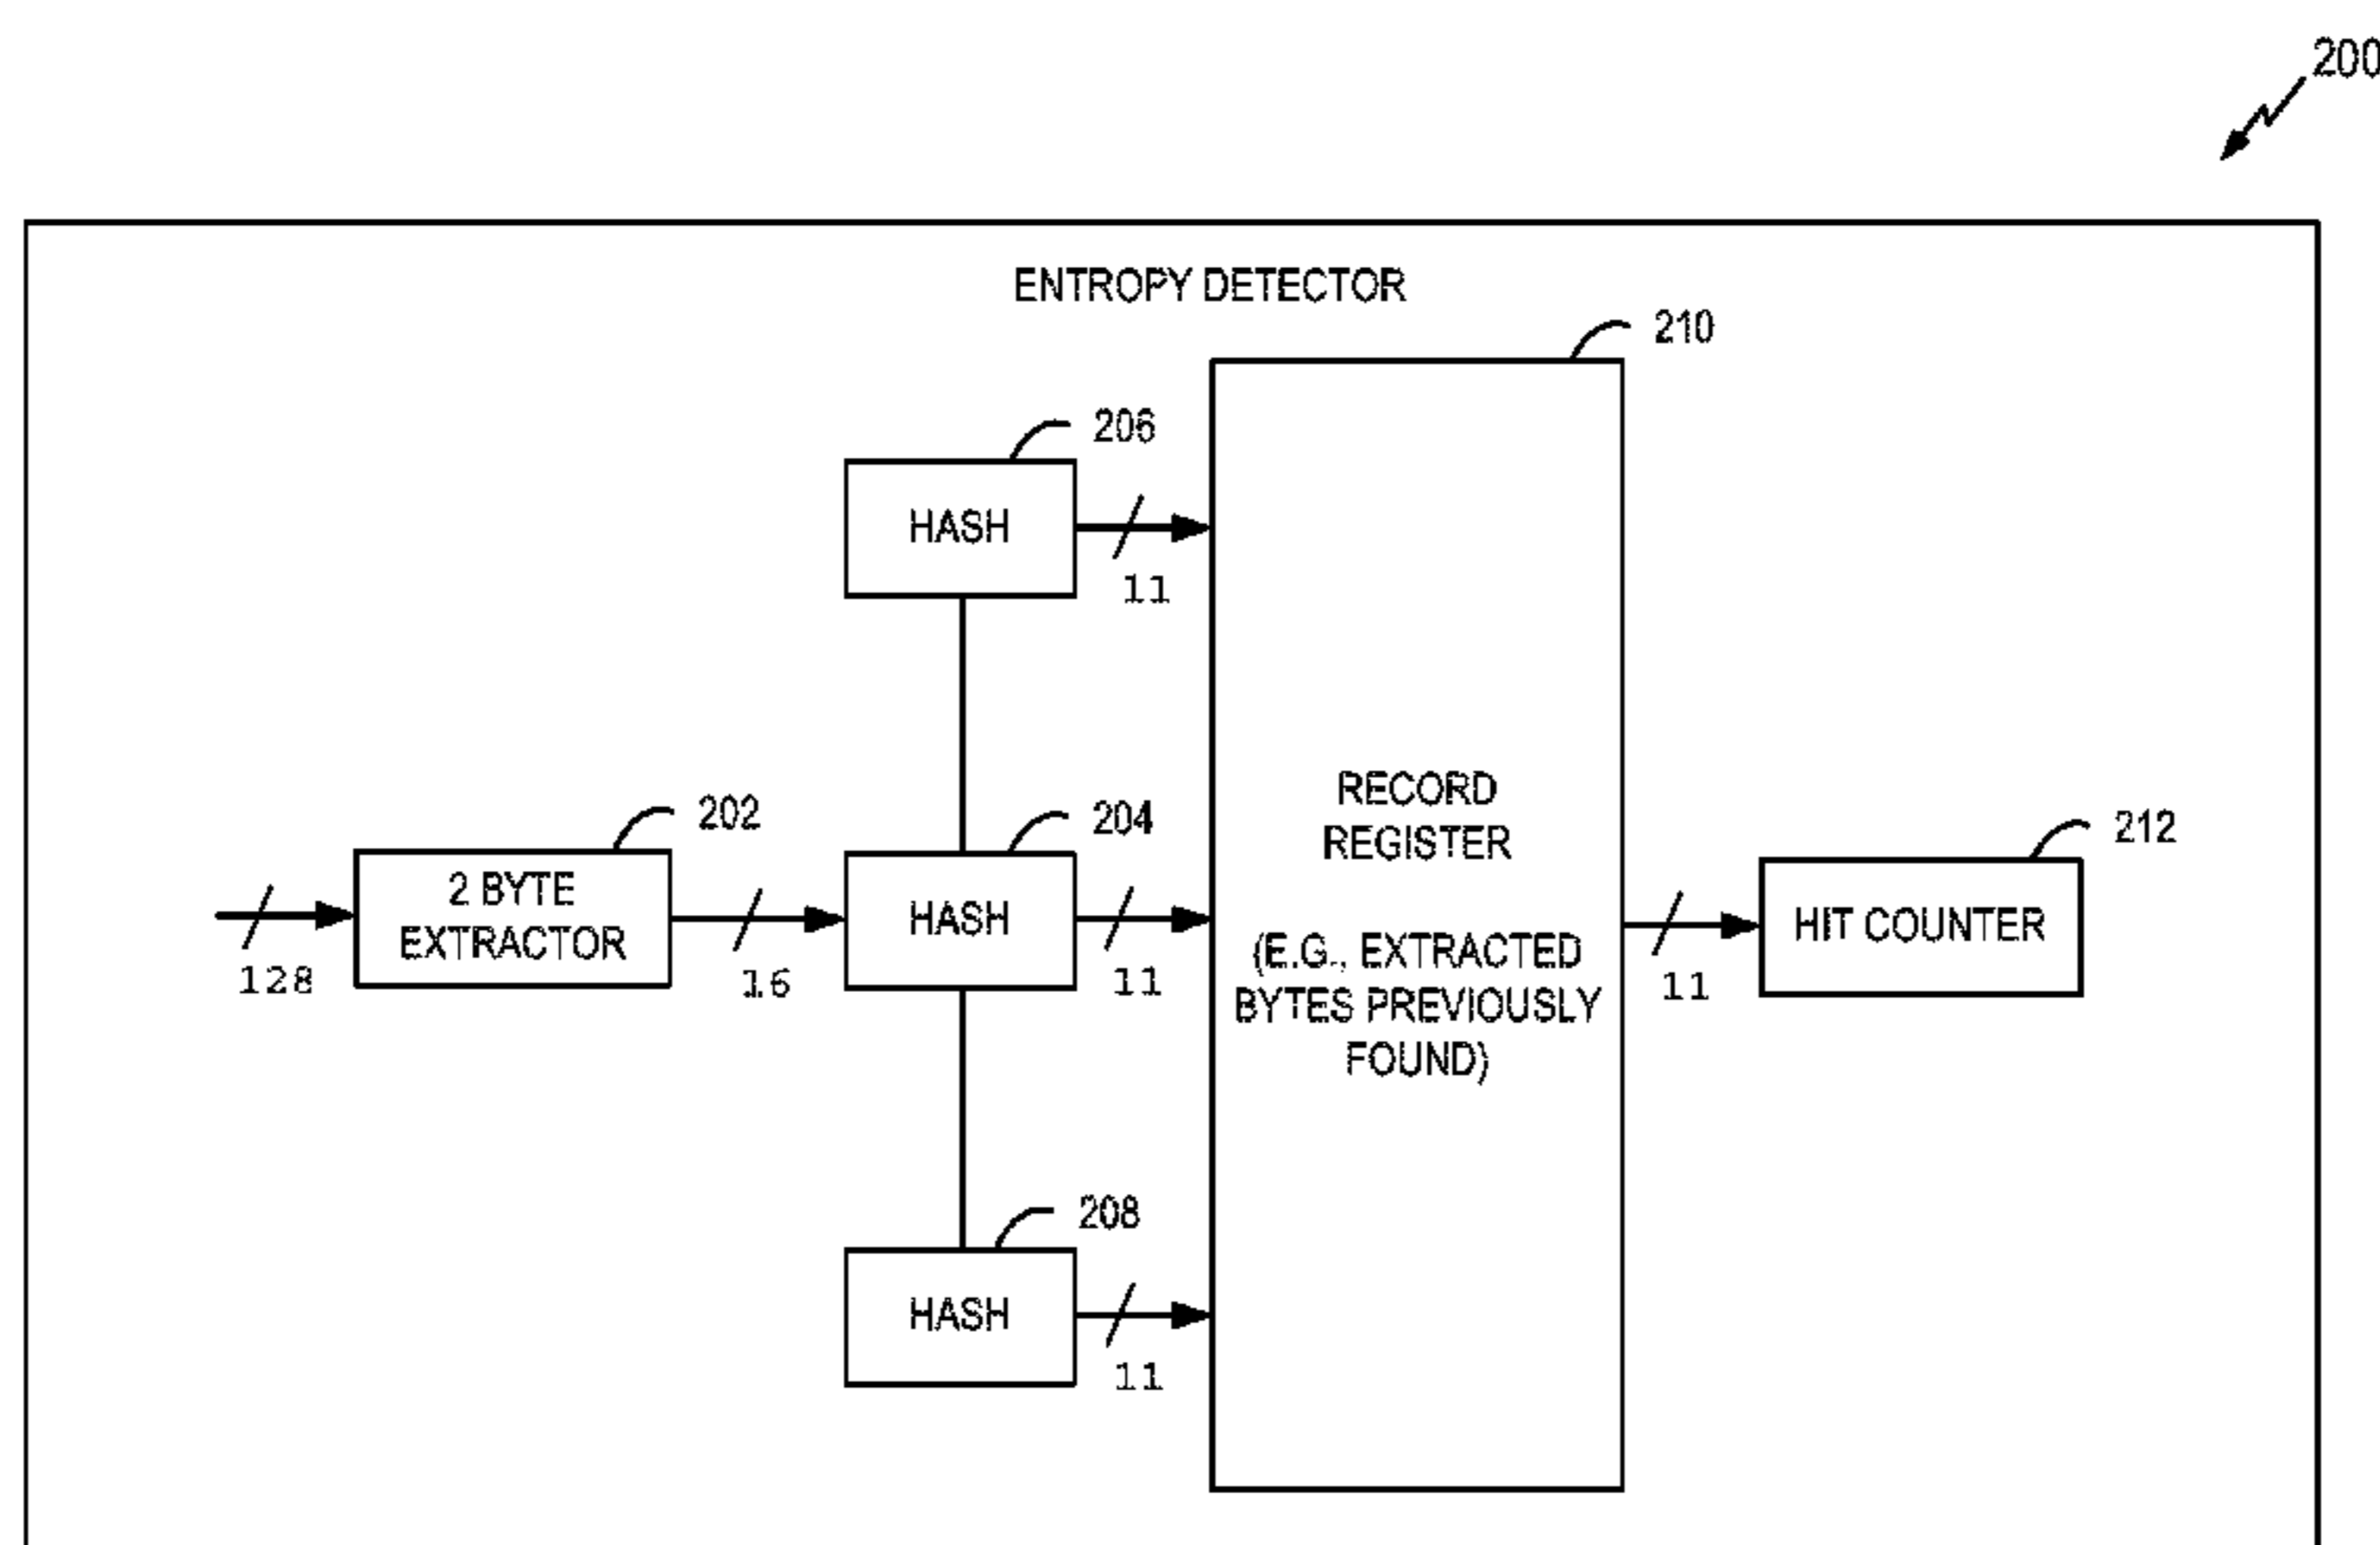 200
ENTROPY DETECTOR
210
206
HASH
11
202
2 BYTE
EXTRACTOR
128
16
204
HASH
11
RECORD
REGISTER
(E.G., EXTRACTED
BYTES PREVIOUSLY
FOUND)
11
212
HIT COUNTER
208
HASH
11